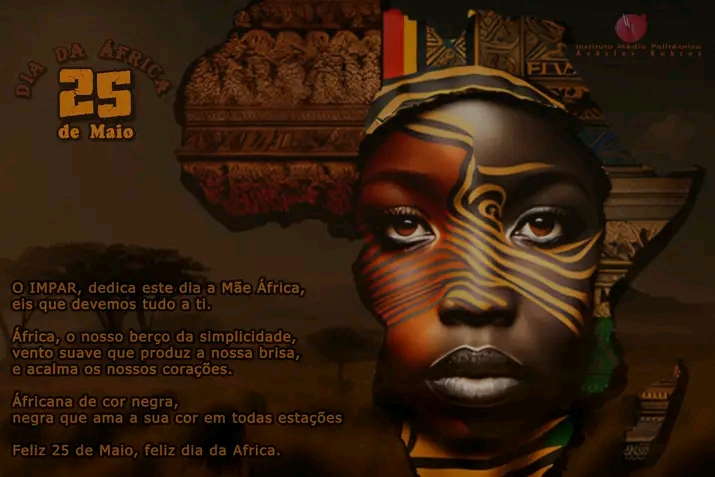 DIA DA ÁFRICA
25
de Maio
Instituto Médio Politécnico
O IMPAR, dedica este dia a Mãe África,
eis que devemos tudo a ti.
África, o nosso berço da simplicidade,
vento suave que produz a nossa brisa,
e acalma os nossos corações.
Áfricana de cor negra,
negra que ama a sua cor em todas estações
Feliz 25 de Maio, feliz dia da Africa.